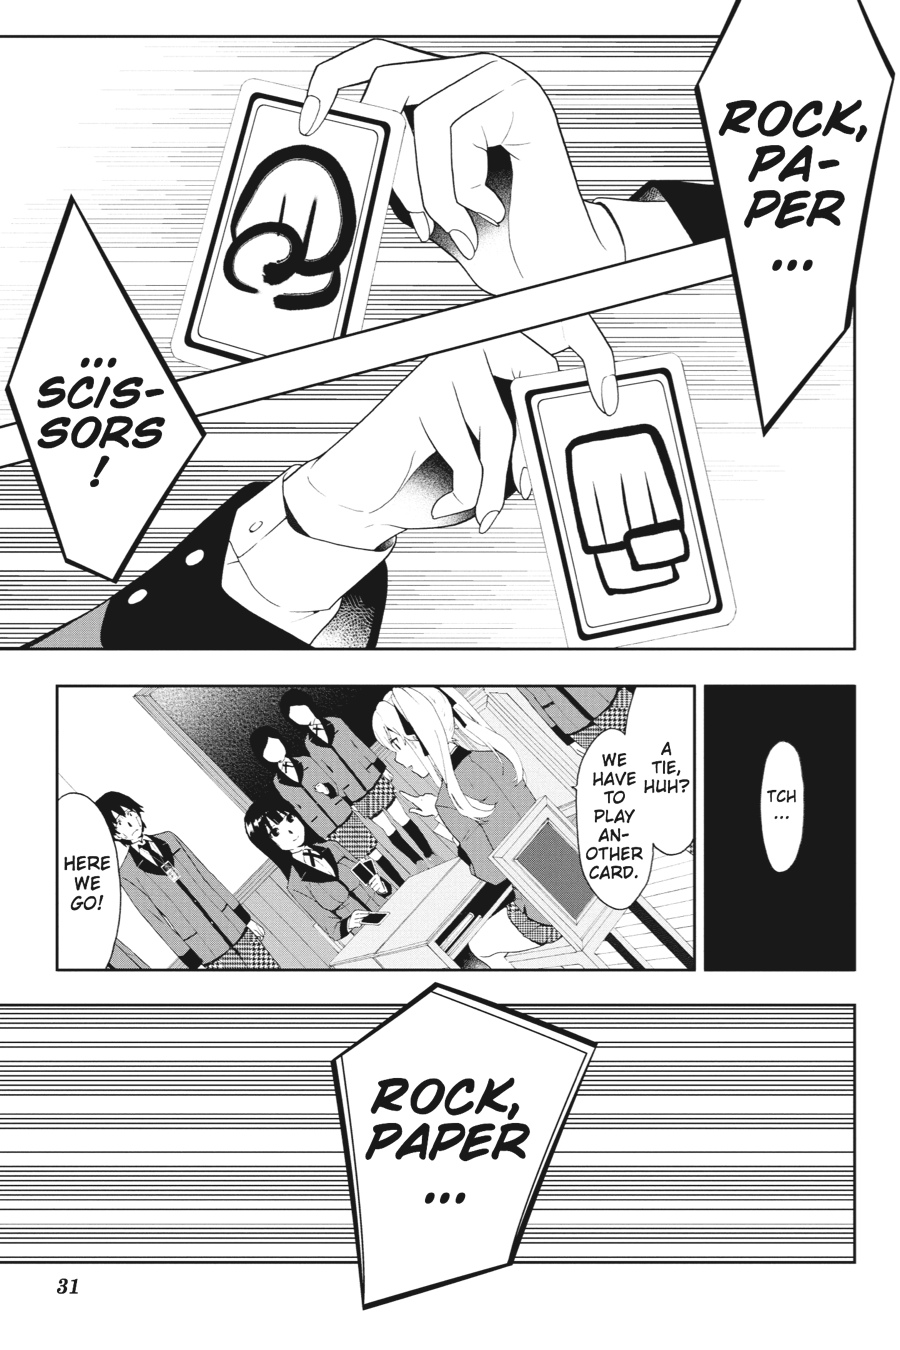 ROCK,
PA-
PER
...
...
SCIS-
SORS
!
TCH
...
A
TIE,
HUH?
WE
HAVE
TO
PLAY
AN-
OTHER
CARD.
HERE
WE
GO!
ROCK,
PAPER
...
31